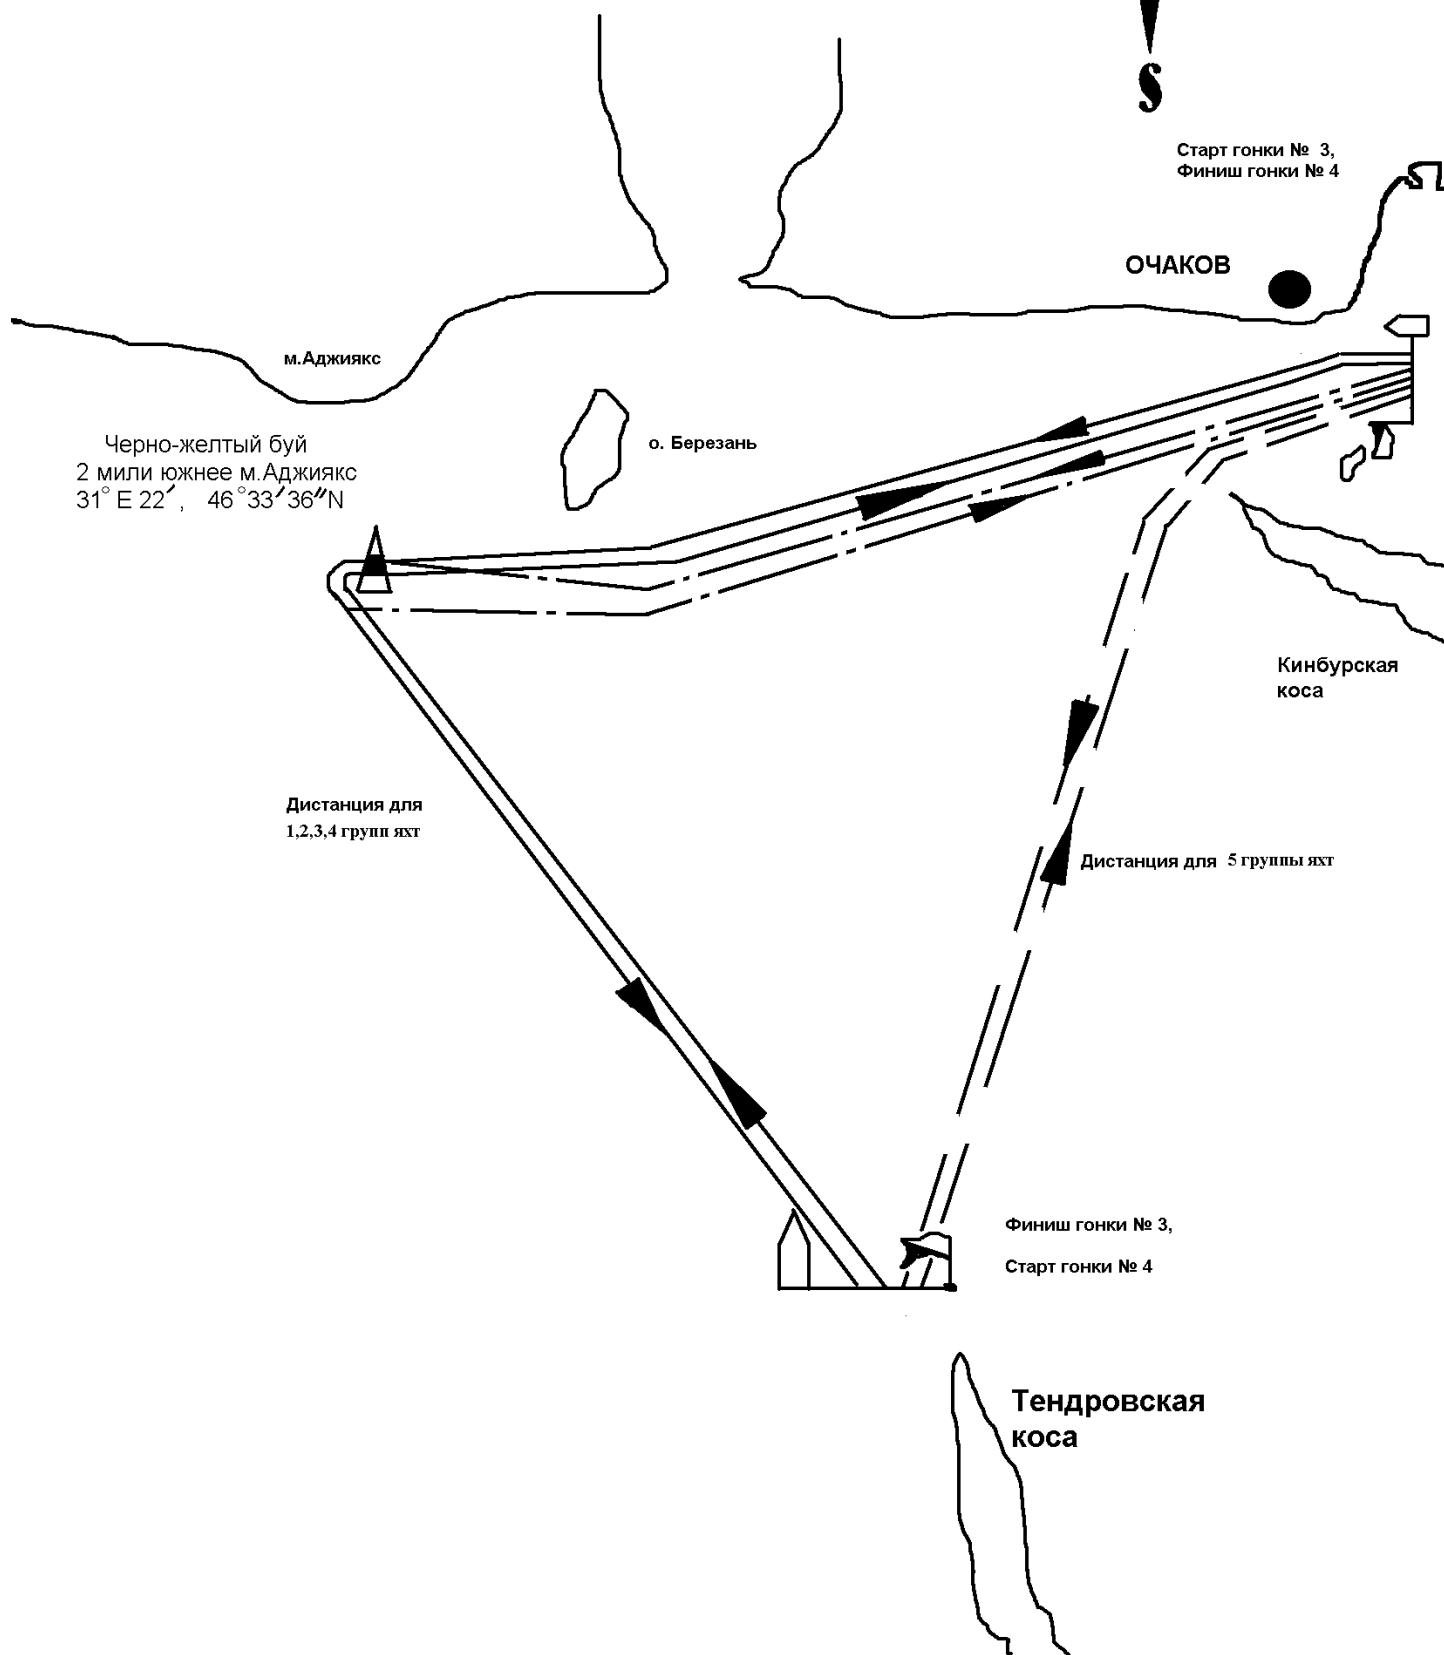 S
Старт гонки № 3,
Финиш гонки № 4
ОЧАКОВ
м.Аджиякс
о. Березань
Черно-желтый буй
2 мили южнее м.Аджиякс
31° E 22′, 46°33′36″N
Кинбурская
коса
Дистанция для
1,2,3,4 групп яхт
Дистанция для 5 группы яхт
Финиш гонки № 3,
Старт гонки № 4
Тендровская
коса